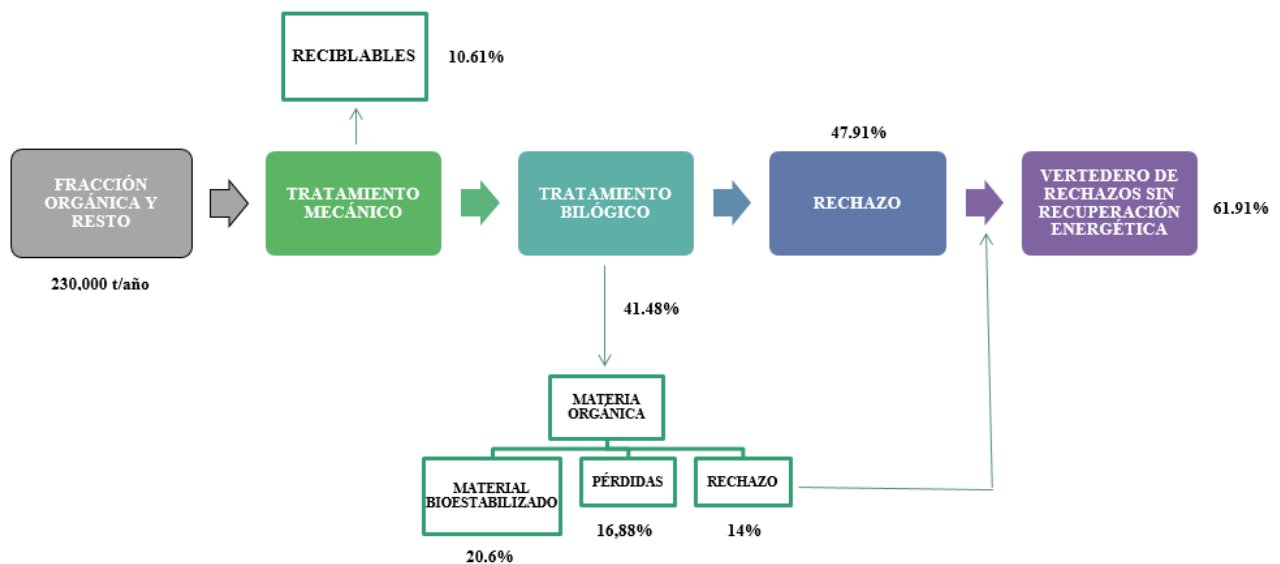 RECIBLABLES
10.61%
47.91%
FRACCIÓN
ORGÁNICA Y
RESTO
230,000 t/año
TRATAMIENTO
MECÁNICO
TRATAMIENTO
BILÓGICO
RECHAZO
VERTEDERO DE
RECHAZOS SIN
RECUPERACIÓN
ENERGÉTICA
61.91%
41.48%
MATERIA
ORGÁNICA
MATERIAL
BIOESTABILIZADO
20.6%
PÉRDIDAS
16,88%
RECHAZO
14%